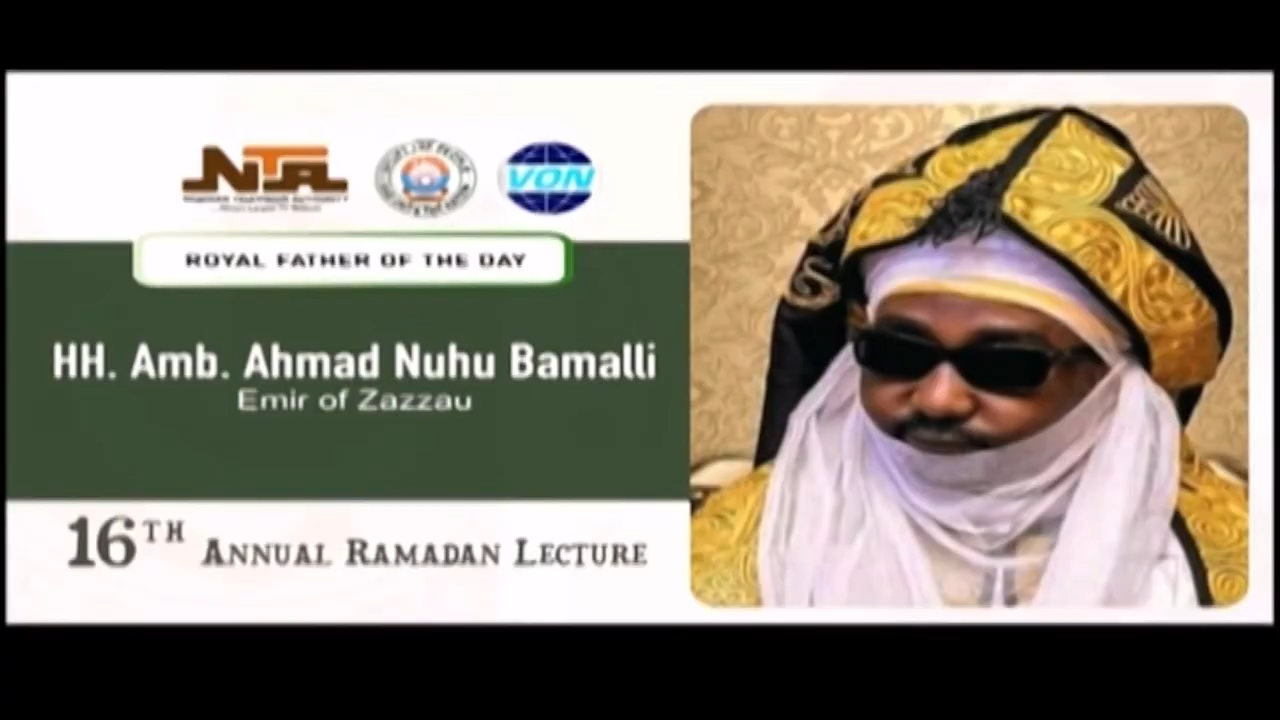 NTA
VON
ROYAL FATHER OF THE DAY
HH. Amb. Ahmad Nuhu Bamalli
Emir of Zazzau
16TH ANNUAL RAMADAN LECTURE